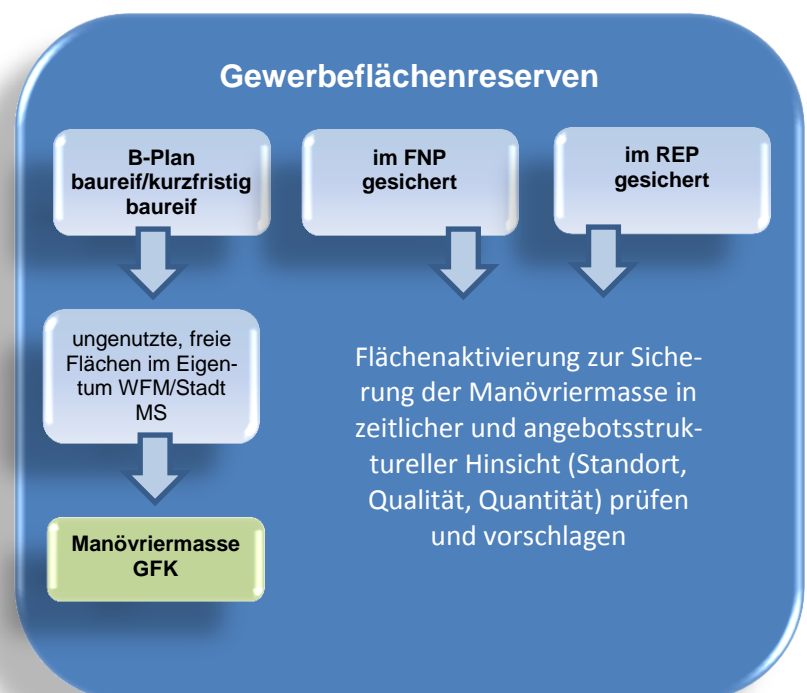 Gewerbeflächenreserven
B-Plan
baureif/kurzfristig
baureif
im FNP
gesichert
im REP
gesichert
ungenutzte, freie
Flächen im Eigen-
tum WFM/Stadt
MS
Flächenaktivierung zur Siche-
rung der Manövriermasse in
zeitlicher und angebotsstruk-
tureller Hinsicht (Standort,
Qualität, Quantität) prüfen
und vorschlagen
Manövriermasse
GFK